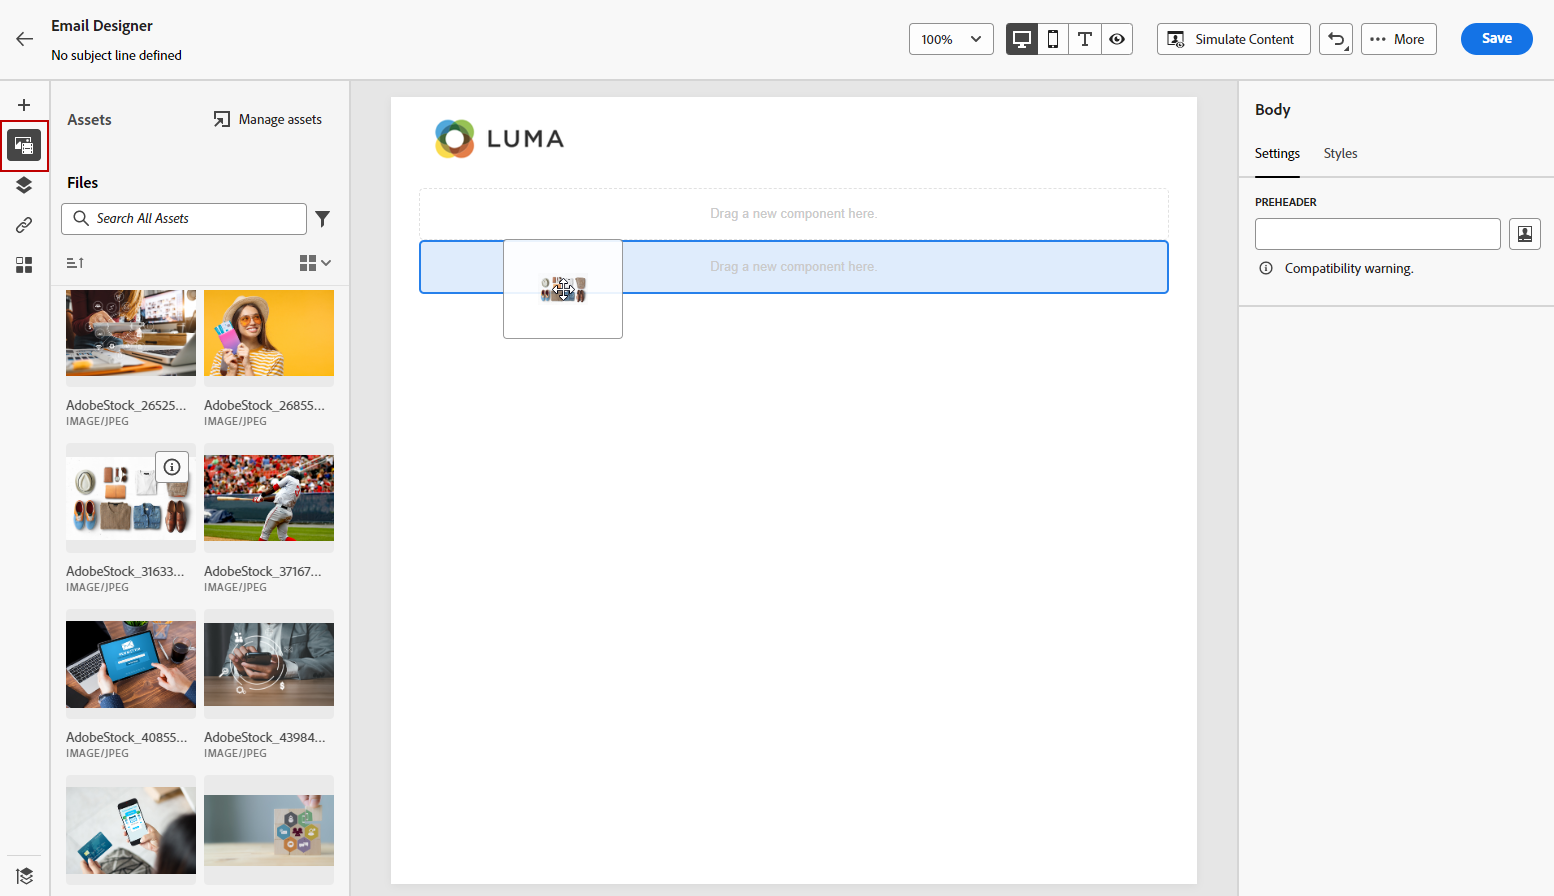 Email Designer
No subject line defined
100%
Simulate Content
More
Save
Assets
Manage assets
Files
Search All Assets
AdobeStock_26525...
IMAGE/JPEG
AdobeStock_26855...
IMAGE/JPEG
AdobeStock_31633...
IMAGE/JPEG
AdobeStock_37167...
IMAGE/JPEG
AdobeStock_40855...
IMAGE/JPEG
AdobeStock_43984...
IMAGE/JPEG
LUMA
Drag a new component here.
Drag a new component here.
Body
Settings
Styles
PREHEADER
Compatibility warning.